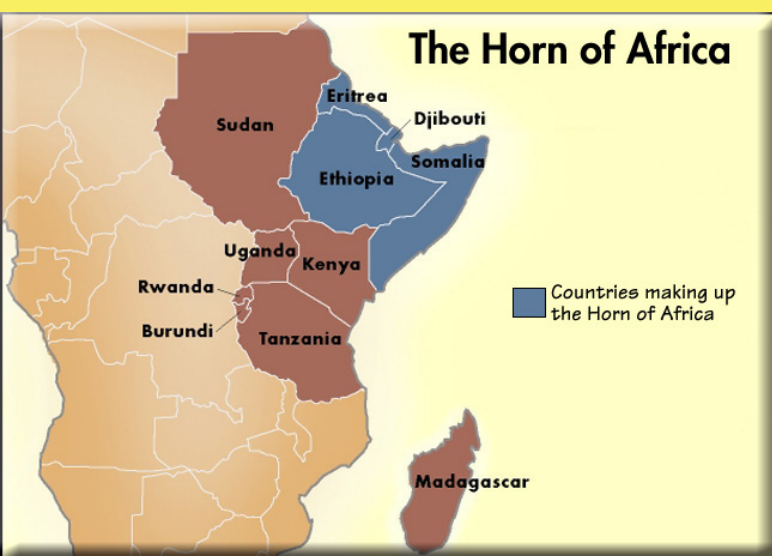 The Horn of Africa
Eritrea
Djibouti
Sudan
Somalia
Ethiopia
Uganda
Kenya
Rwanda
Countries making up
the Horn of Africa
Burundi
Tanzania
Madagascar